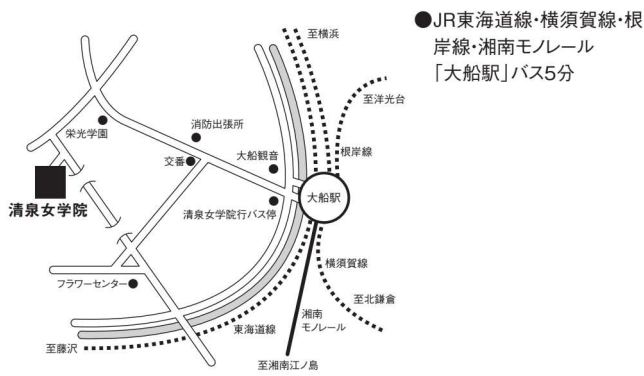 ●JR東海道線・横須賀線・根
岸線・湘南モノレール
「大船駅」バス5分
至横浜
至洋光台
消防出張所
栄光学園
根岸線
交番
大船観音
大船駅
清泉女学院
清泉女学院行バス停
横須賀線
フラワーセンター
至北鎌倉
湘南
モノレール
東海道線
至藤沢
至湘南江ノ島